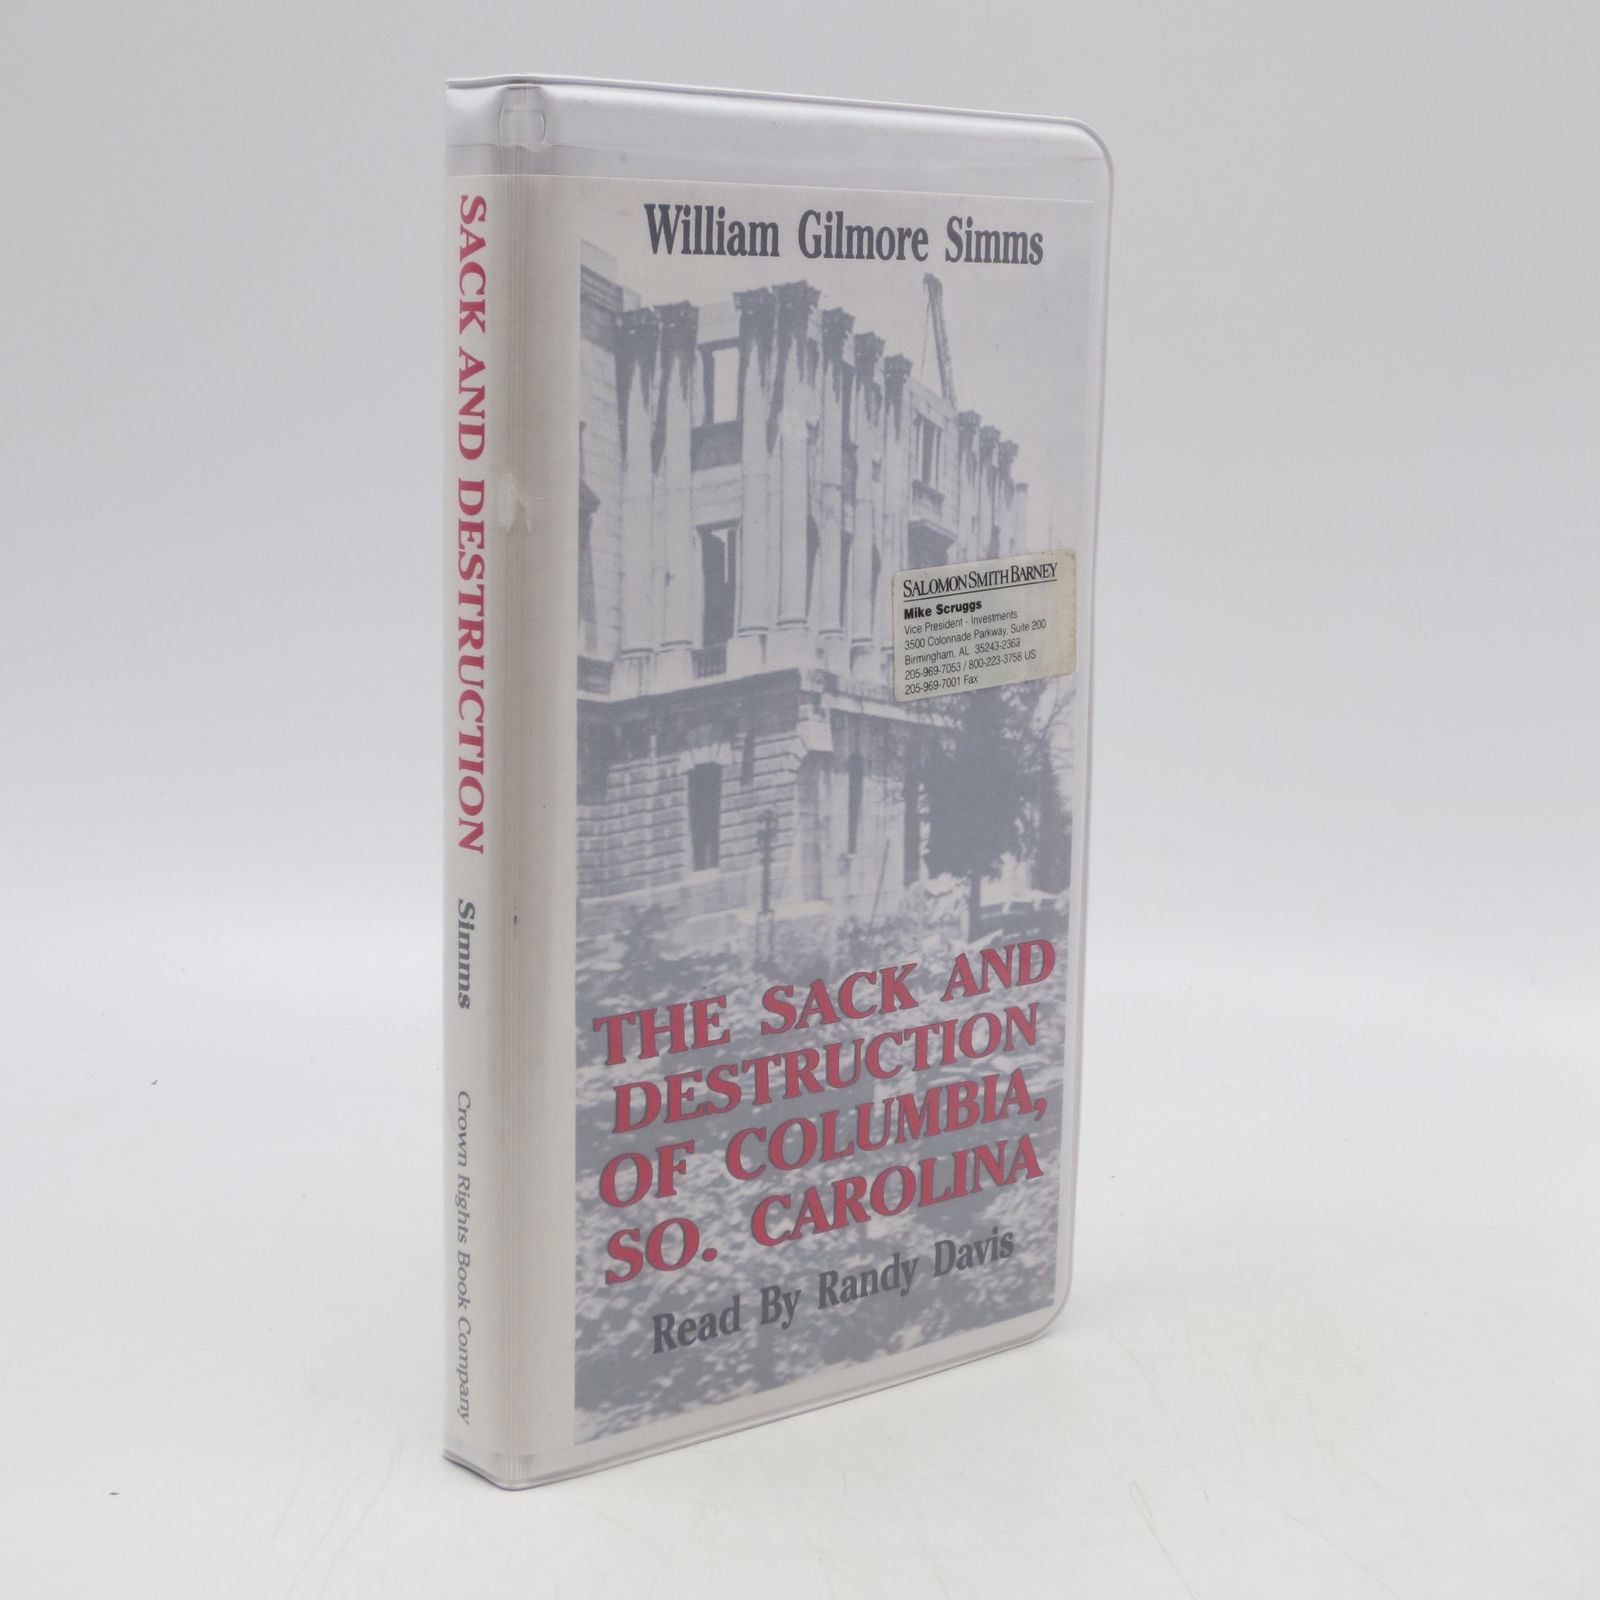 SACK AND DESTRUCTION Simms Crown Rights Book Company
William Gilmore Simms
SALOMON SMITH BARNEY
Mike Scruggs
Vice President - Investments
3500 Colonnade Parkway, Suite 200
Birmingham, AL 35243-2363
205-969-7053 / 800-223-3758 US
205-969-7001 Fax
THE SACK AND
DESTRUCTION
OF COLUMBIA,
SO. CAROLINA
Read By Randy Davis